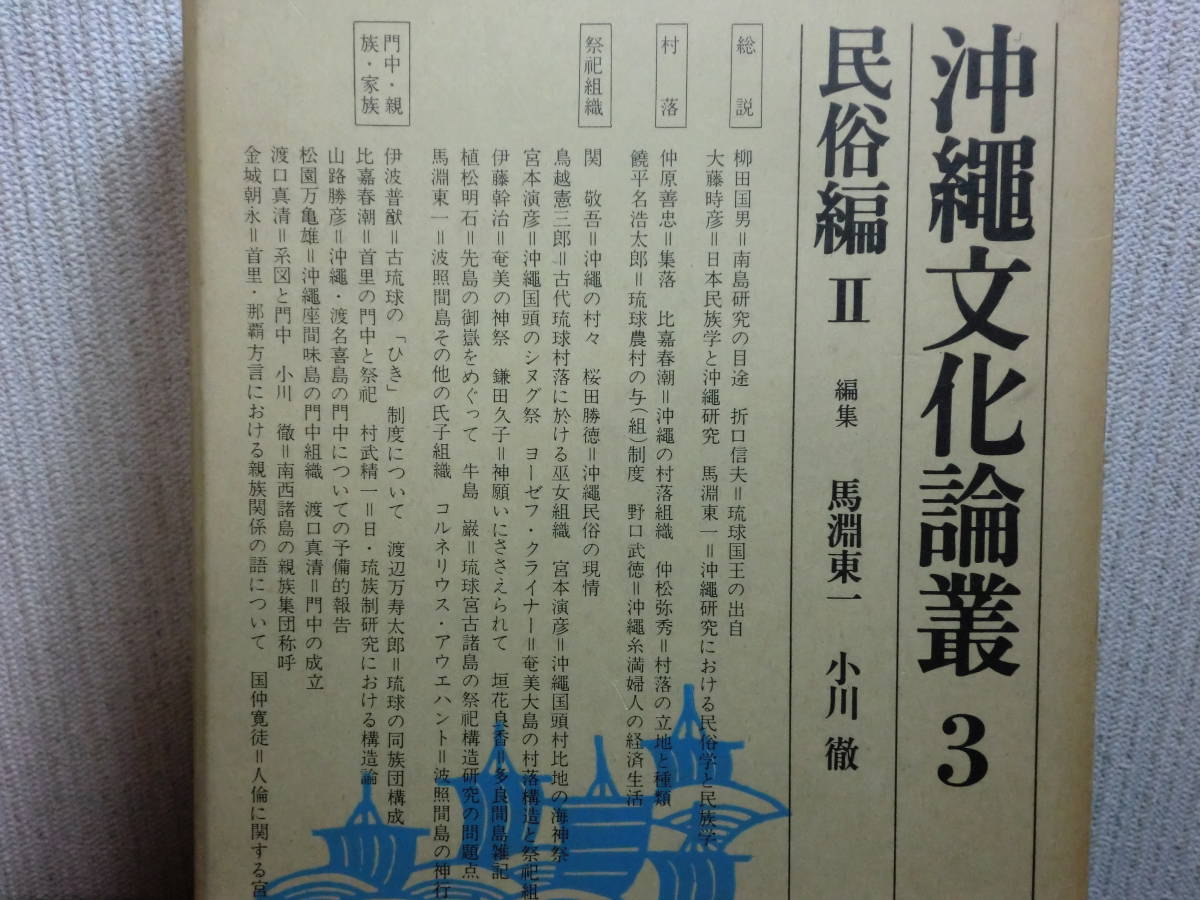 沖繩文化論叢 3
民俗編 II 編集 馬淵東一 小川 徹
総説
柳田国男＝南島研究の目途 折口信夫＝琉球国王の出自
大藤時彦＝日本民族学と沖繩研究 馬淵東一＝沖繩研究における民俗学と民族学
村落
仲原善忠＝集落 比嘉春潮＝沖繩の村落組織 仲松弥秀＝村落の立地と種類
饒平名浩太郎＝琉球農村の与（組）制度 野口武徳＝沖繩糸満婦人の経済生活
祭祀組織
関 敬吾＝沖繩の村々 桜田勝徳＝沖繩民俗の現情
鳥越憲三郎＝古代琉球村落に於ける巫女組織 宮本演彦＝沖繩国頭村比地の海神祭
宮本演彦＝沖繩国頭のシヌグ祭 ヨーゼフ・クライナー＝奄美大島の村落構造と祭祀組
伊藤幹治＝奄美の神祭 鎌田久子＝神願いにささえられて 垣花良香＝多良間島雑記
植松明石＝先島の御嶽をめぐって 牛島 巌＝琉球宮古諸島の祭祀構造研究の問題点
馬淵東一＝波照間島その他の氏子組織 コルネリウス・アウエハント＝波照間島の神行
門中・親族・家族
伊波普猷＝古琉球の「ひき」制度について 渡辺万寿太郎＝琉球の同族団構成
比嘉春潮＝首里の門中と祭祀 村武精一＝日・琉族制研究における構造論
山路勝彦＝沖繩・渡名喜島の門中についての予備的報告
松園万亀雄＝沖繩座間味島の門中組織 渡口真清＝門中の成立
渡口真清＝系図と門中 小川 徹＝南西諸島の親族集団称呼
金城朝永＝首里・那覇方言における親族関係の語について 国仲寛徒＝人倫に関する宮